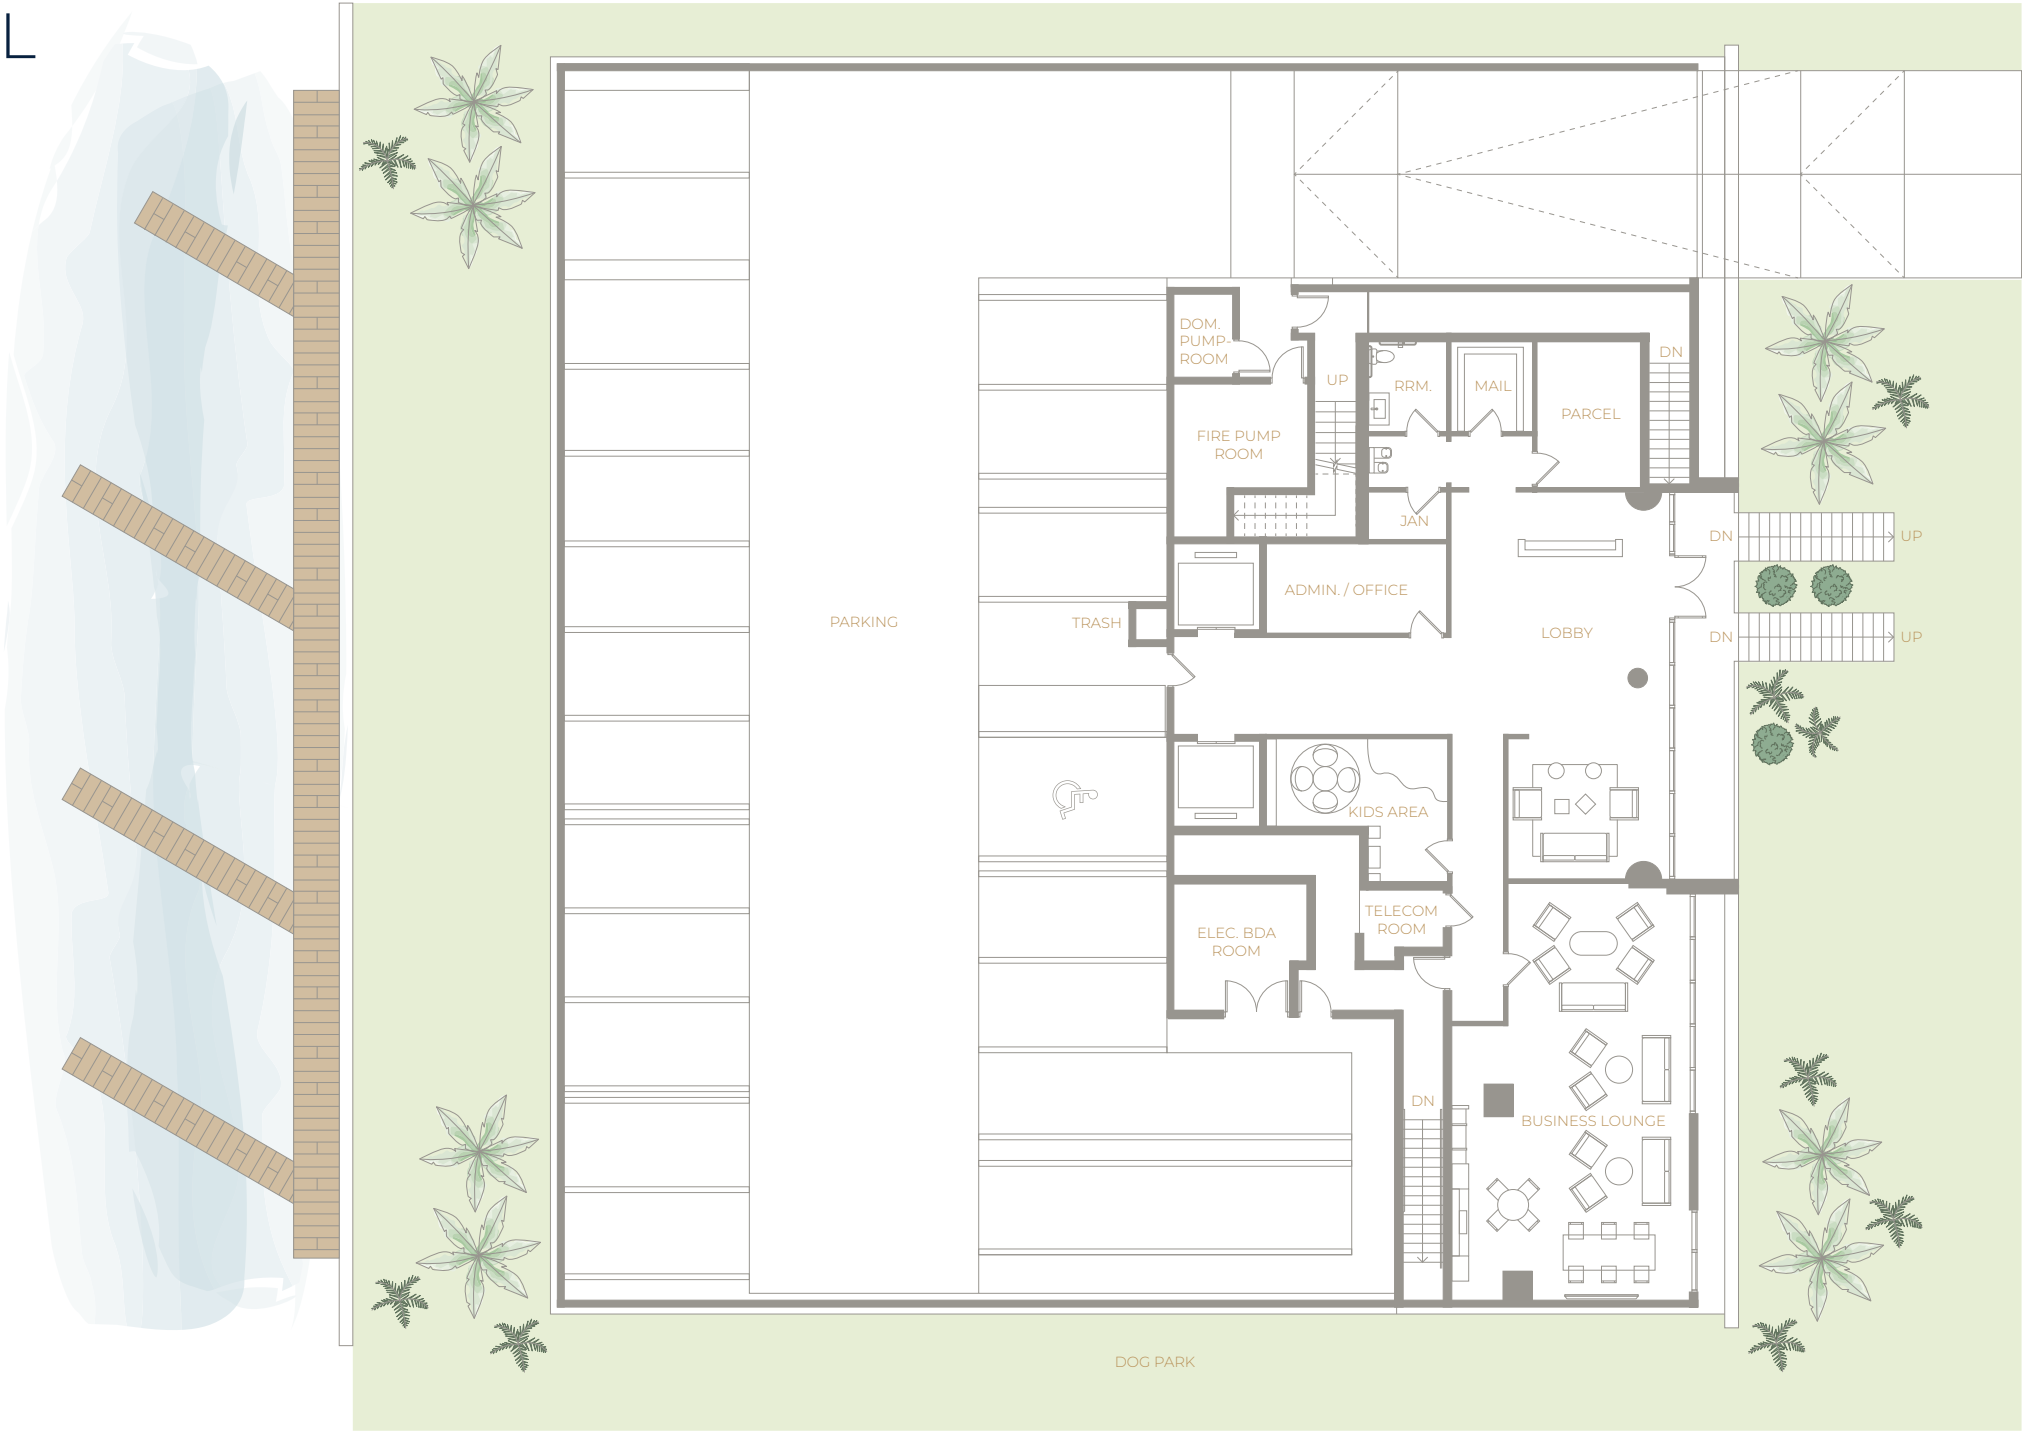 L
DOM.
PUMP-
ROOM
UP
RRM.
MAIL
PARCEL
DN
FIRE PUMP
ROOM
JAN
DN
UP
ADMIN. / OFFICE
PARKING
TRASH
LOBBY
DN
UP
KIDS AREA
TELECOM
ROOM
ELEC. BDA
ROOM
DN
BUSINESS LOUNGE
DOG PARK